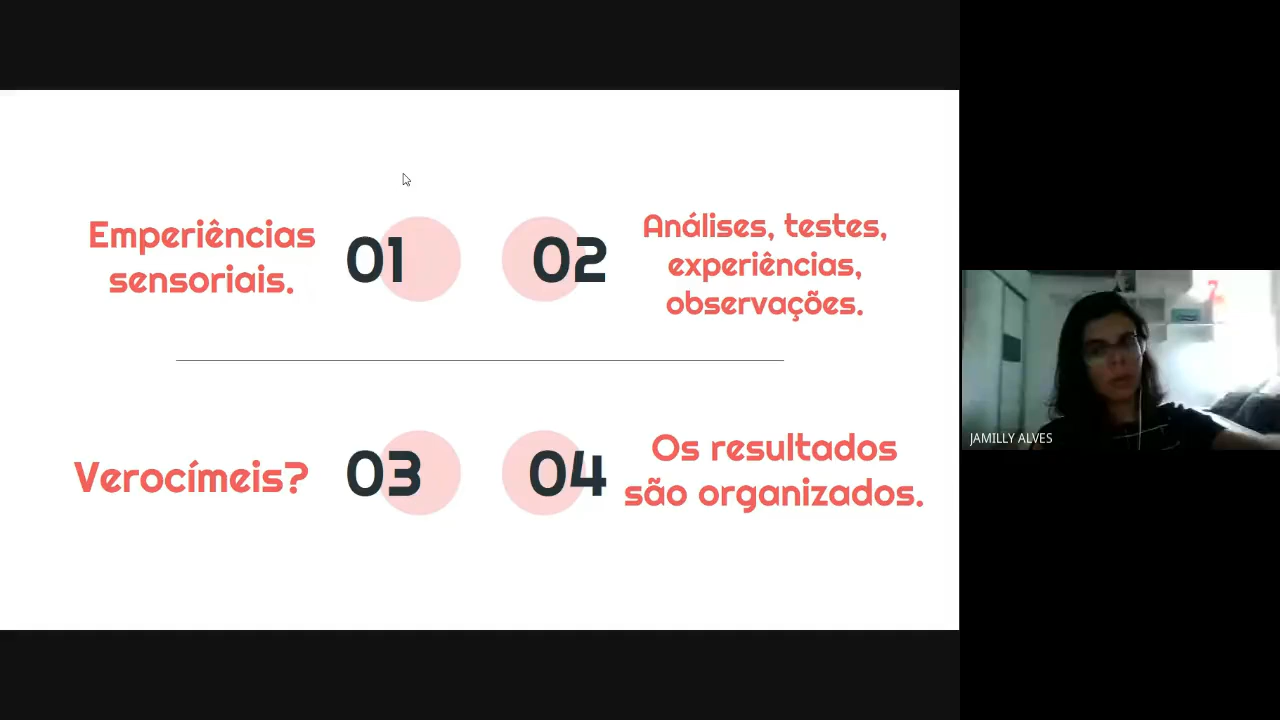 Emperiências
sensoriais.
01
02
Análises, testes,
experiências,
observações.
Verocímeis?
03
04
Os resultados
são organizados.
JAMILLY ALVES